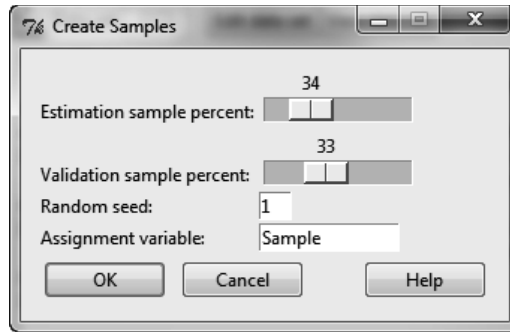 Create Samples
34
Estimation sample percent:
33
Validation sample percent:
Random seed: 1
Assignment variable: Sample
OK Cancel Help